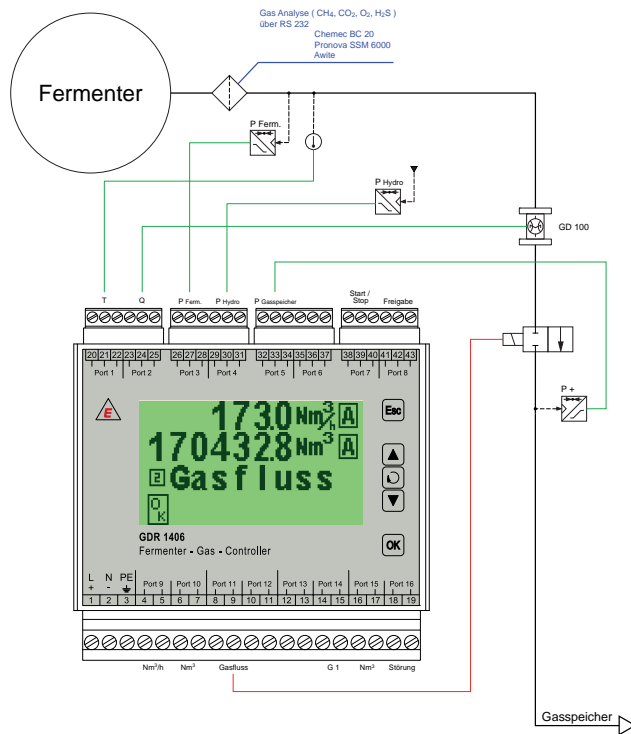 Gas Analyse ( CH₄, CO₂, O₂, H₂S )
über RS 232
Chemec BC 20
Pronova SSM 6000
Awite
Fermenter
P Ferm.
P Hydro
GD 100
T Q P Ferm. P Hydro P Gasspeicher Start / Stop Freigabe
20 21 22 23 24 25 26 27 28 29 30 31 32 33 34 35 36 37 38 39 40 41 42 43
Port 1 Port 2 Port 3 Port 4 Port 5 Port 6 Port 7 Port 8
P +
E
173.0 Nm³/h A
170432.8 Nm³ A
2 Gasfluss
OK
Esc
OK
GDR 1406
Fermenter - Gas - Controller
L N PE Port 9 Port 10 Port 11 Port 12 Port 13 Port 14 Port 15 Port 16
+ -
1 2 3 4 5 6 7 8 9 10 11 12 13 14 15 16 17 18 19
Nm³/h Nm³ Gasfluss G 1 Nm³ Störung
Gasspeicher